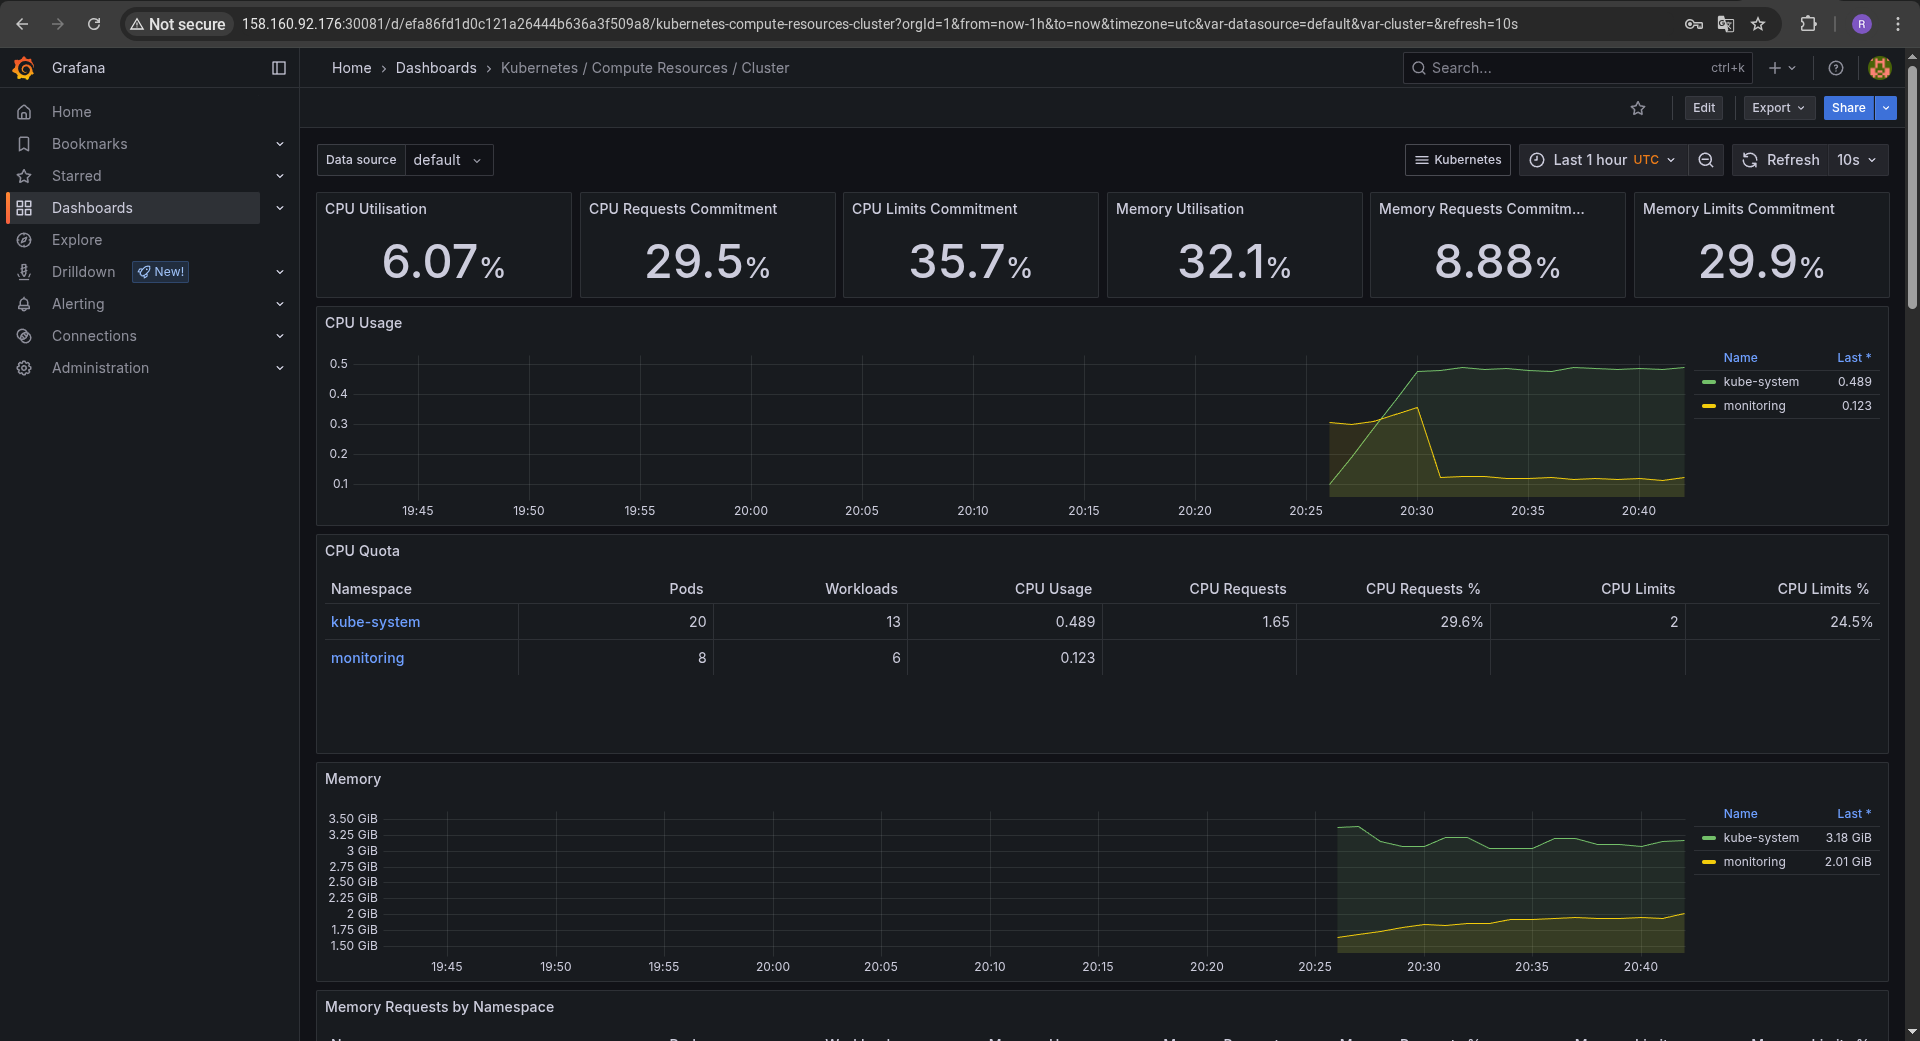 Not secure 158.160.92.176:30081/d/efa86fd1d0c121a26444b636a3f509a8/kubernetes-compute-resources-cluster?orgId=1&from=now-1h&to=now&timezone=utc&var-datasource=default&var-cluster=&refresh=10s R
Grafana
Home › Dashboards › Kubernetes / Compute Resources / Cluster
Search... ctrl+k
Home
Bookmarks
Starred
Dashboards
Explore
Drilldown New!
Alerting
Connections
Administration
Edit Export Share
Data source default
Kubernetes Last 1 hour UTC Refresh 10s
CPU Utilisation
6.07%
CPU Requests Commitment
29.5%
CPU Limits Commitment
35.7%
Memory Utilisation
32.1%
Memory Requests Commitm...
8.88%
Memory Limits Commitment
29.9%
CPU Usage
0.5
0.4
0.3
0.2
0.1
19:45 19:50 19:55 20:00 20:05 20:10 20:15 20:20 20:25 20:30 20:35 20:40
Name Last *
kube-system 0.489
monitoring 0.123
CPU Quota
Namespace Pods Workloads CPU Usage CPU Requests CPU Requests % CPU Limits CPU Limits %
kube-system 20 13 0.489 1.65 29.6% 2 24.5%
monitoring 8 6 0.123
Memory
3.50 GiB
3.25 GiB
3 GiB
2.75 GiB
2.50 GiB
2.25 GiB
2 GiB
1.75 GiB
1.50 GiB
19:45 19:50 19:55 20:00 20:05 20:10 20:15 20:20 20:25 20:30 20:35 20:40
Name Last *
kube-system 3.18 GiB
monitoring 2.01 GiB
Memory Requests by Namespace